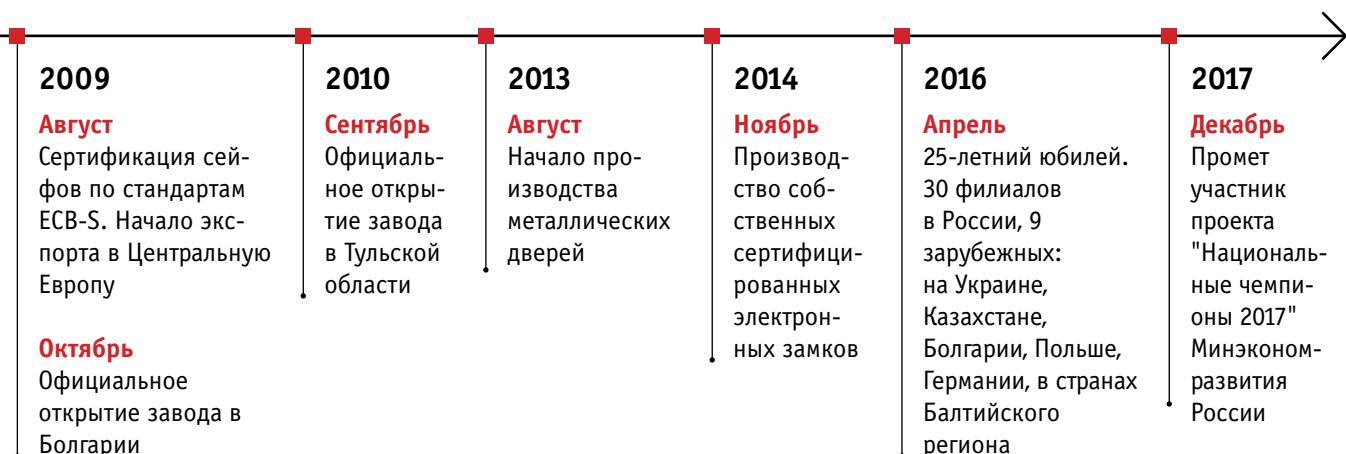 2009
Август
Сертификация сей-
фов по стандартам
ECB-S. Начало экс-
порта в Центральную
Европу
Октябрь
Официальное
открытие завода в
Болгарии
2010
Сентябрь
Официаль-
ное откры-
тие завода
в Тульской
области
2013
Август
Начало про-
изводства
металлических
дверей
2014
Ноябрь
Производ-
ство соб-
ственных
сертифици-
рованных
электрон-
ных замков
2016
Апрель
25-летний юбилей.
30 филиалов
в России, 9
зарубежных:
на Украине,
Казахстане,
Болгарии, Польше,
Германии, в странах
Балтийского
региона
2017
Декабрь
Промет
участник
проекта
"Националь-
ные чемпи-
оны 2017"
Минэконом-
развития
России